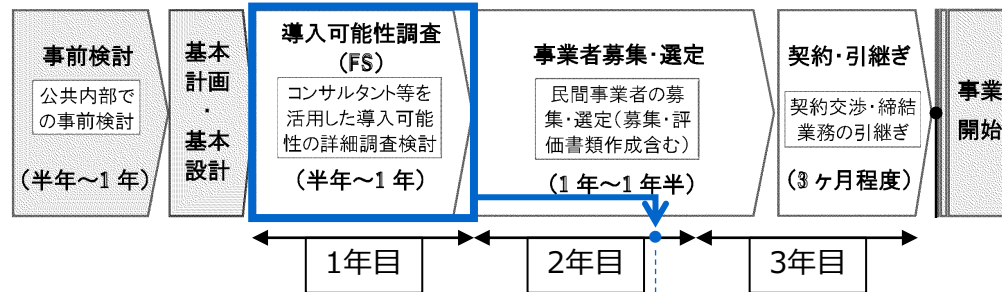 事前検討
公共内部で
の事前検討
(半年～1年)
基本
計画
・
基本
設計
導入可能性調査
(FS)
コンサルタント等を
活用した導入可能
性の詳細調査検討
(半年～1年)
事業者募集・選定
民間事業者の募
集・選定(募集・評
価書類作成含む)
(1年～1年半)
契約・引継ぎ
契約交渉・締結
業務の引継ぎ
(3ヶ月程度)
事業
開始
1年目
2年目
3年目